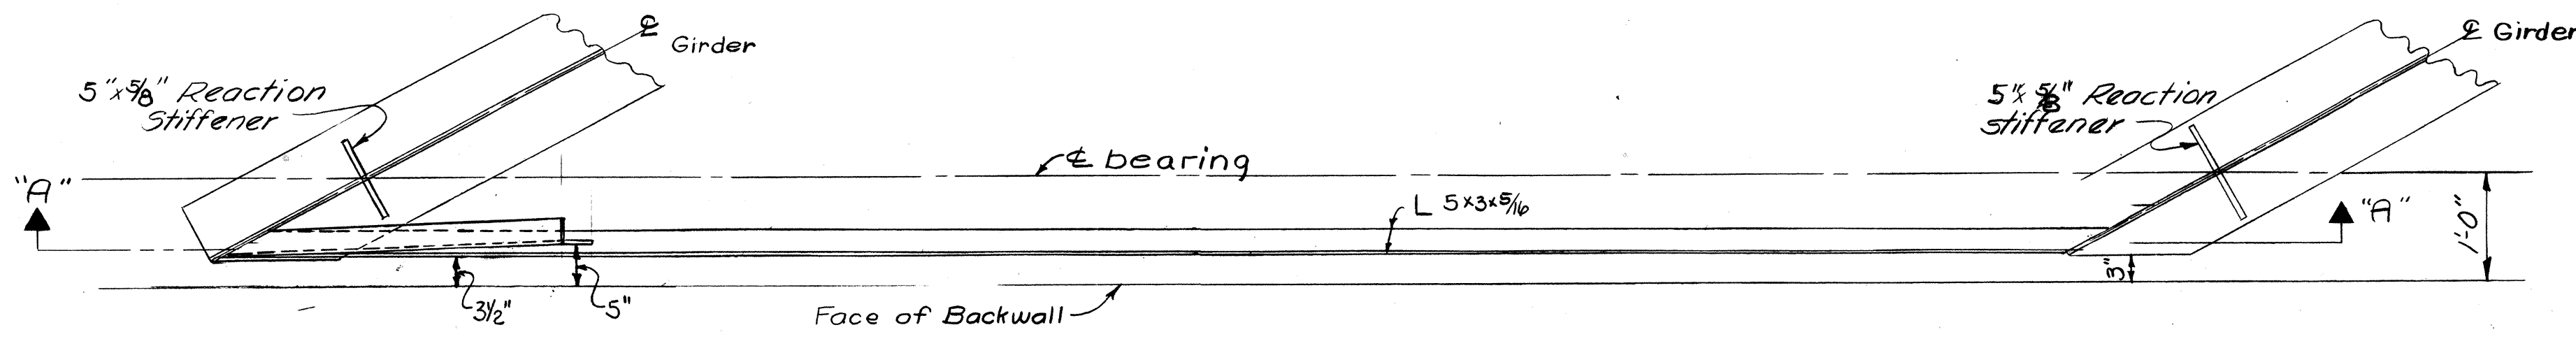 ℄ Girder
5"x5/8" Reaction
Stiffener
"A"
℄ bearing
L 5x3x5/16
3½"
5"
Face of Backwall
℄ Girder
5"x 5/8" Reaction
stiffener
"A"
1'-0"
3"